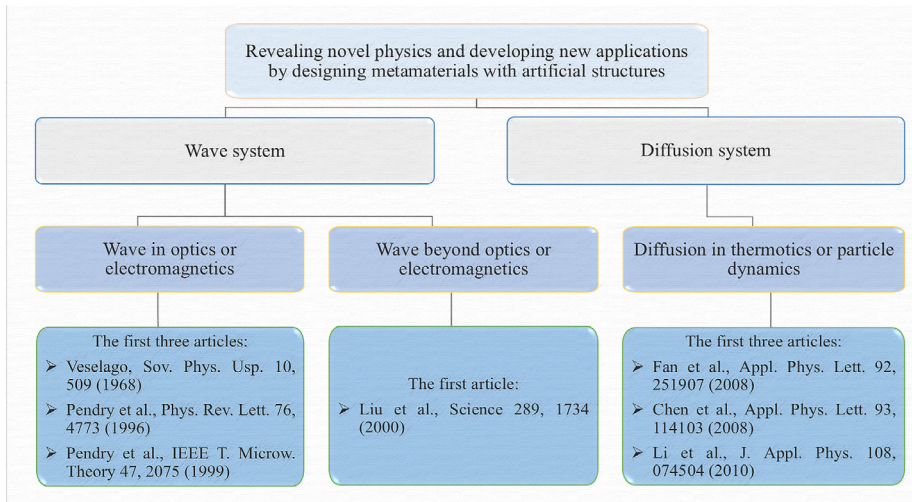 Revealing novel physics and developing new applications
by designing metamaterials with artificial structures
Wave system
Diffusion system
Wave in optics or
electromagnetics
Wave beyond optics or
electromagnetics
Diffusion in thermotics or particle
dynamics
The first three articles:
➢ Veselago, Sov. Phys. Usp. 10,
509 (1968)
➢ Pendry et al., Phys. Rev. Lett. 76,
4773 (1996)
➢ Pendry et al., IEEE T. Microw.
Theory 47, 2075 (1999)
The first article:
➢ Liu et al., Science 289, 1734
(2000)
The first three articles:
➢ Fan et al., Appl. Phys. Lett. 92,
251907 (2008)
➢ Chen et al., Appl. Phys. Lett. 93,
114103 (2008)
➢ Li et al., J. Appl. Phys. 108,
074504 (2010)